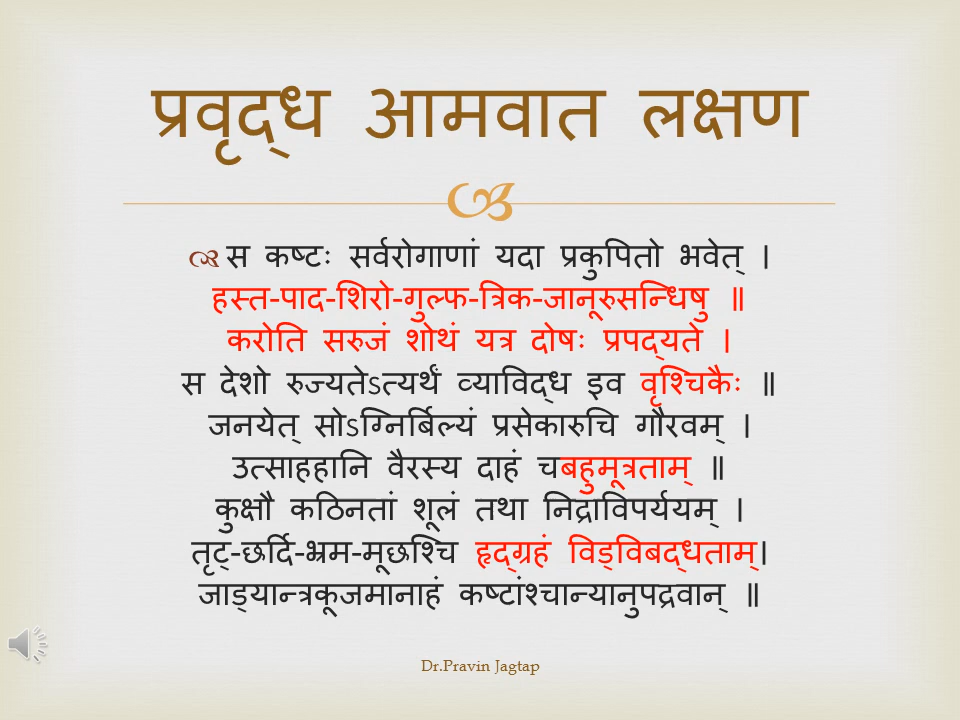 प्रवृद्ध आमवात लक्षण
स कष्टः सर्वरोगाणां यदा प्रकुपितो भवेत् ।
हस्त-पाद-शिरो-गुल्फ-त्रिक-जानूरुसन्धिषु ॥
करोति सरुजं शोथं यत्र दोषः प्रपद्यते ।
स देशो रुज्यतेऽत्यर्थं व्याविद्ध इव वृश्चिकैः ॥
जनयेत् सोऽग्निर्बिल्यं प्रसेकारुचि गौरवम् ।
उत्साहहानि वैरस्य दाहं चबहुमूत्रताम् ॥
कुक्षौ कठिनतां शूलं तथा निद्राविपर्ययम् ।
तृट्-छर्दि-भ्रम-मूछश्चि हृद्ग्रहं विड्विबद्धताम्।
जाड्यान्त्रकूजमानाहं कष्टांश्चान्यानुपद्रवान् ॥
Dr.Pravin Jagtap